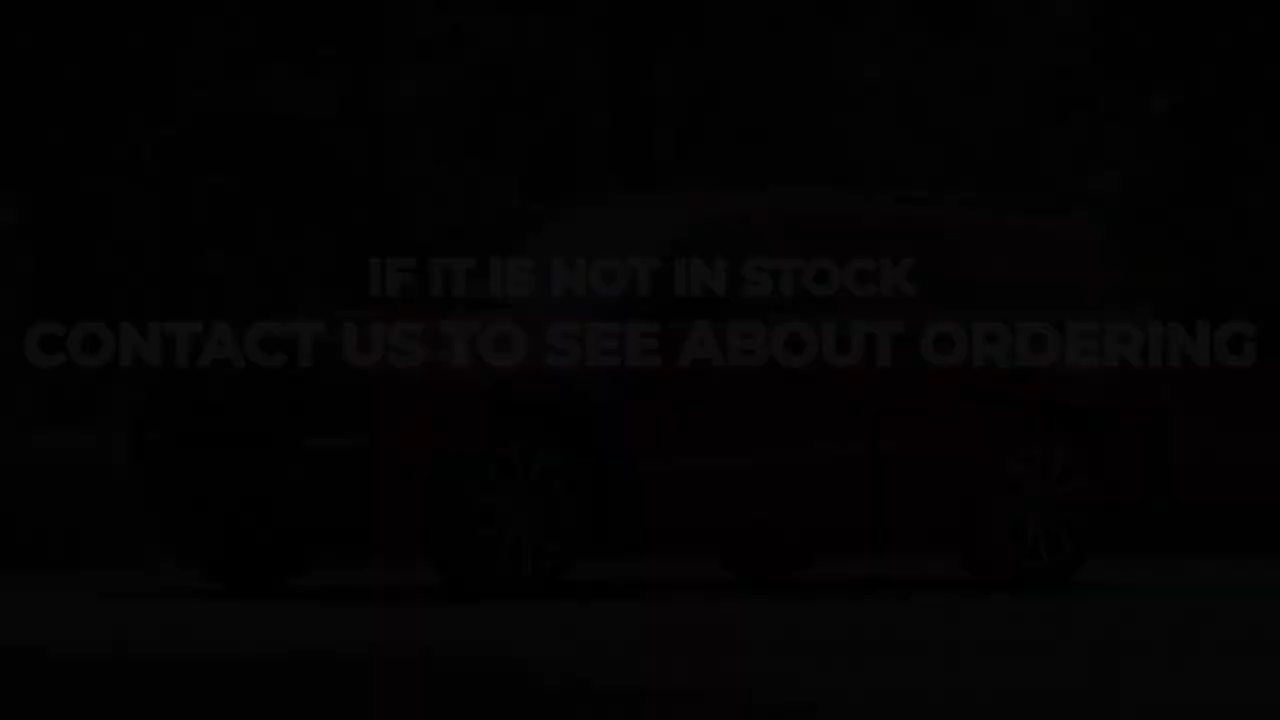 IF IT IS NOT IN STOCK
CONTACT US TO SEE ABOUT ORDERING